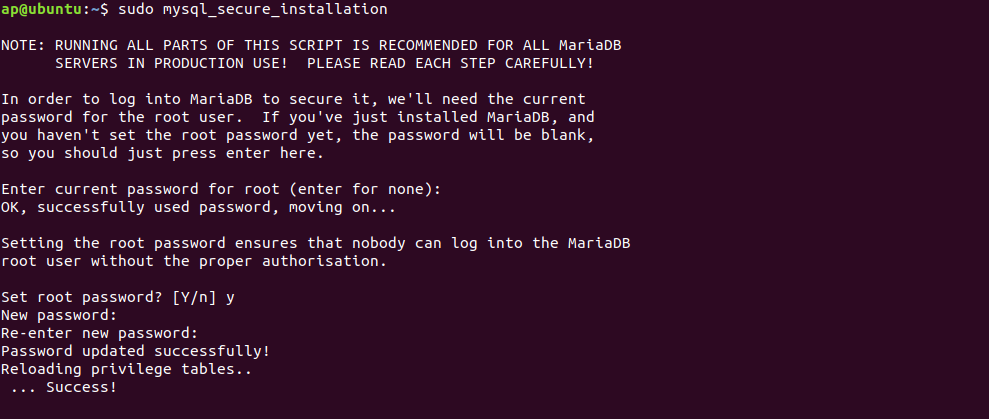 ap@ubuntu:~$ sudo mysql_secure_installation
NOTE: RUNNING ALL PARTS OF THIS SCRIPT IS RECOMMENDED FOR ALL MariaDB
      SERVERS IN PRODUCTION USE!  PLEASE READ EACH STEP CAREFULLY!
In order to log into MariaDB to secure it, we'll need the current
password for the root user.  If you've just installed MariaDB, and
you haven't set the root password yet, the password will be blank,
so you should just press enter here.
Enter current password for root (enter for none):
OK, successfully used password, moving on...
Setting the root password ensures that nobody can log into the MariaDB
root user without the proper authorisation.
Set root password? [Y/n] y
New password:
Re-enter new password:
Password updated successfully!
Reloading privilege tables..
 ... Success!